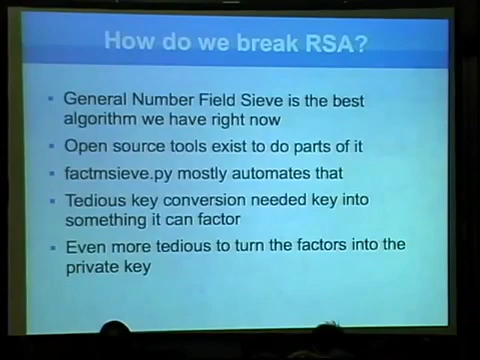 How do we break RSA?
General Number Field Sieve is the best
algorithm we have right now
Open source tools exist to do parts of it
factmsieve.py mostly automates that
Tedious key conversion needed key into
something it can factor
Even more tedious to turn the factors into the
private key